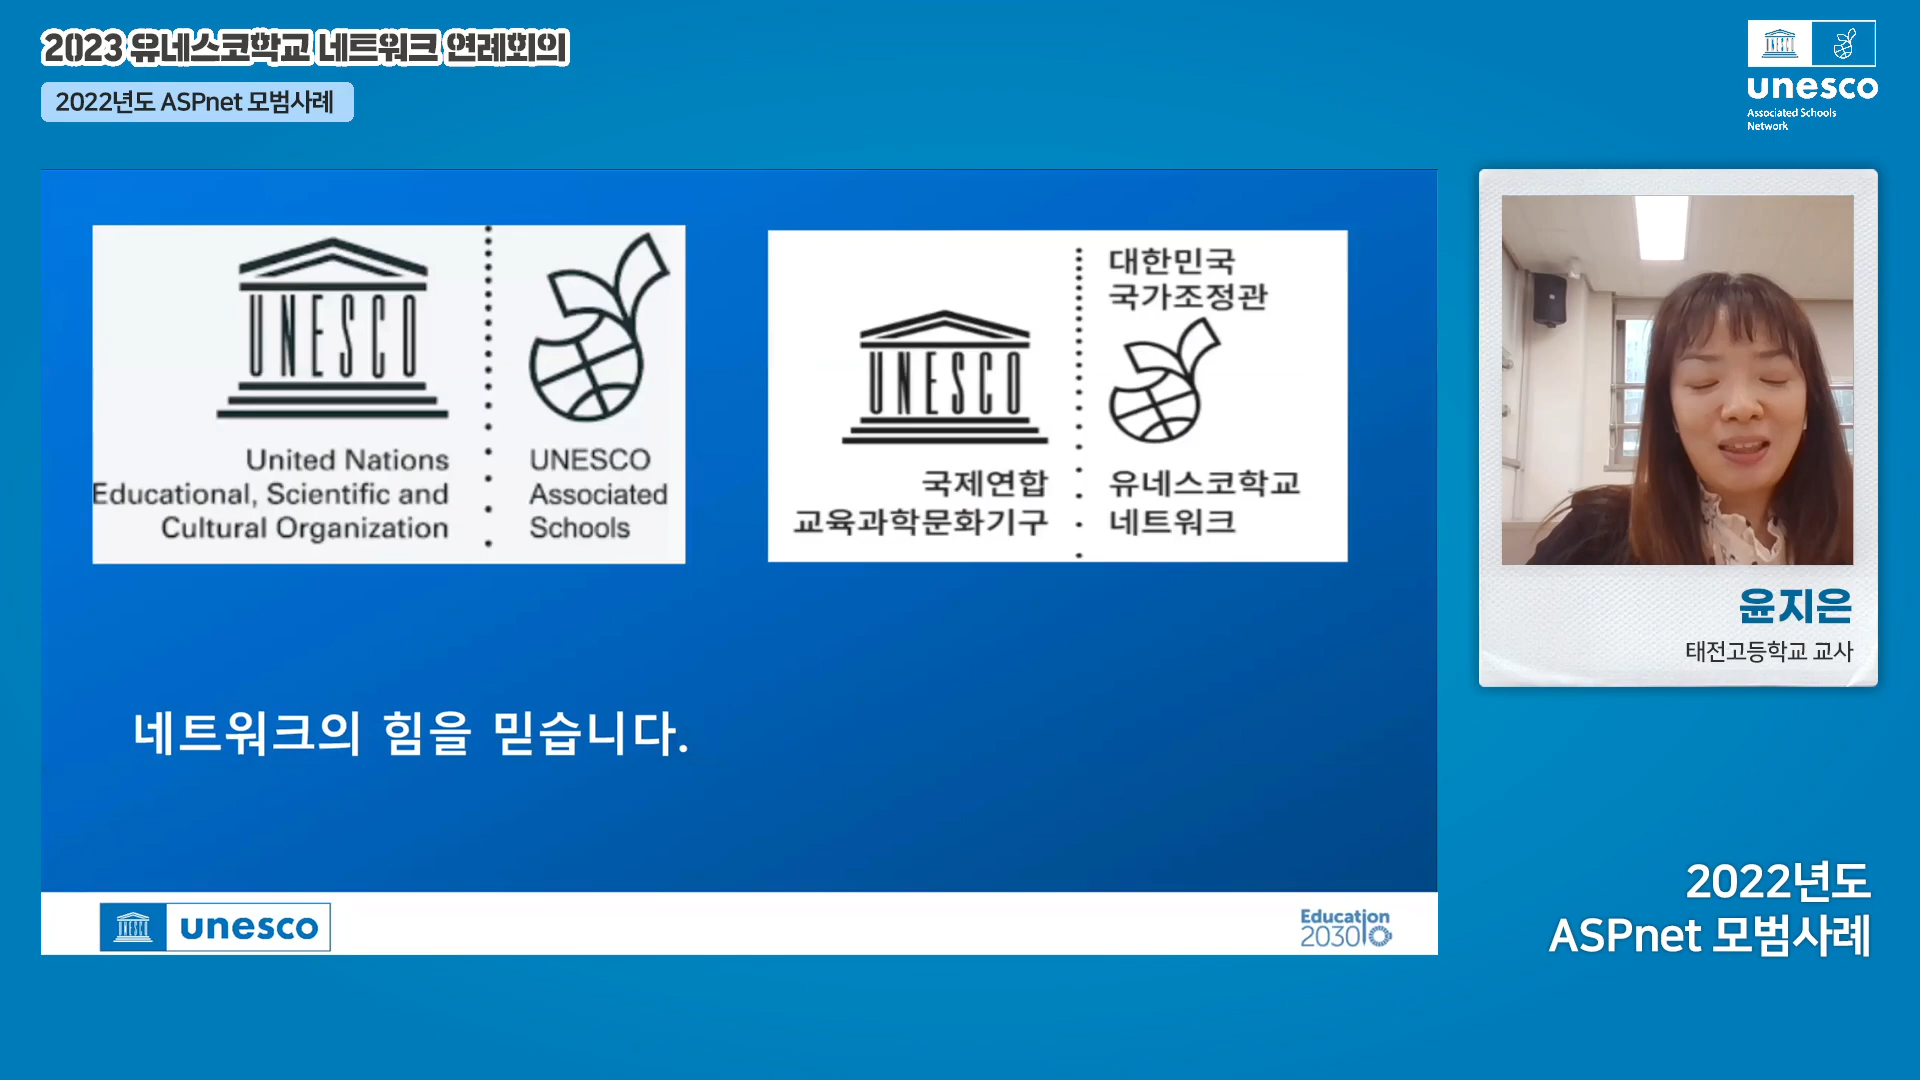 2023 유네스코학교 네트워크 연례회의
2022년도 ASPnet 모범사례
unesco
Associated Schools
Network
UNESCO
United Nations
Educational, Scientific and
Cultural Organization
UNESCO
Associated
Schools
대한민국
국가조정관
UNESCO
국제연합
교육과학문화기구
유네스코학교
네트워크
네트워크의 힘을 믿습니다.
윤지은
태전고등학교 교사
2022년도
ASPnet 모범사례
unesco
Education
2030